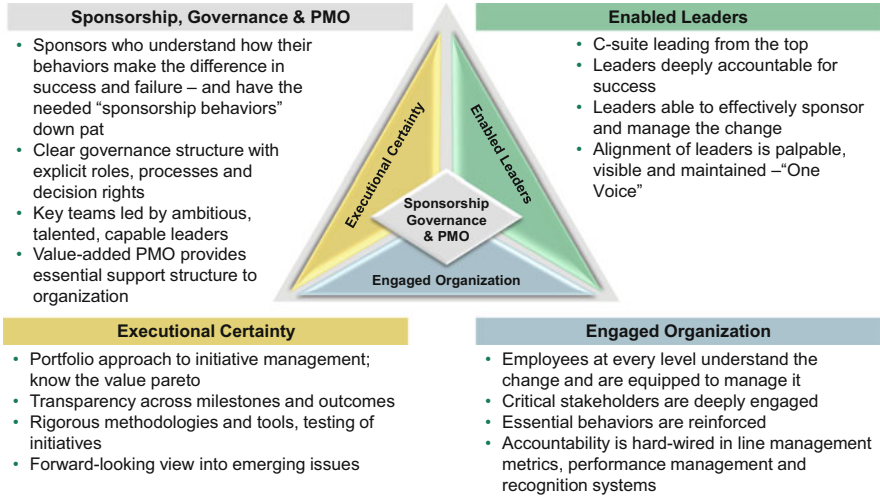 Sponsorship, Governance & PMO
• Sponsors who understand how their
behaviors make the difference in
success and failure – and have the
needed “sponsorship behaviors”
down pat
• Clear governance structure with
explicit roles, processes and
decision rights
• Key teams led by ambitious,
talented, capable leaders
• Value-added PMO provides
essential support structure to
organization
Executional Certainty
Enabled Leaders
Sponsorship
Governance
& PMO
Engaged Organization
Enabled Leaders
• C-suite leading from the top
• Leaders deeply accountable for
success
• Leaders able to effectively sponsor
and manage the change
• Alignment of leaders is palpable,
visible and maintained –“One
Voice”
Executional Certainty
• Portfolio approach to initiative management;
know the value pareto
• Transparency across milestones and outcomes
• Rigorous methodologies and tools, testing of
initiatives
• Forward-looking view into emerging issues
Engaged Organization
• Employees at every level understand the
change and are equipped to manage it
• Critical stakeholders are deeply engaged
• Essential behaviors are reinforced
• Accountability is hard-wired in line management
metrics, performance management and
recognition systems